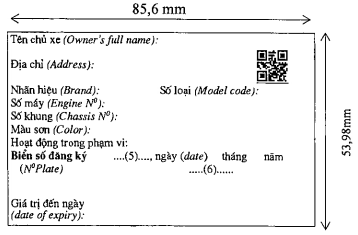 85,6 mm
Tên chủ xe (Owner's full name):
Địa chỉ (Address):
Nhãn hiệu (Brand): Số loại (Model code):
Số máy (Engine N⁰):
Số khung (Chassis N⁰):
Màu sơn (Color):
Hoạt động trong phạm vi:
Biển số đăng ký ....(5)...., ngày (date) tháng năm
(N⁰Plate) ....(6)......
Giá trị đến ngày
(date of expiry):
53,98mm